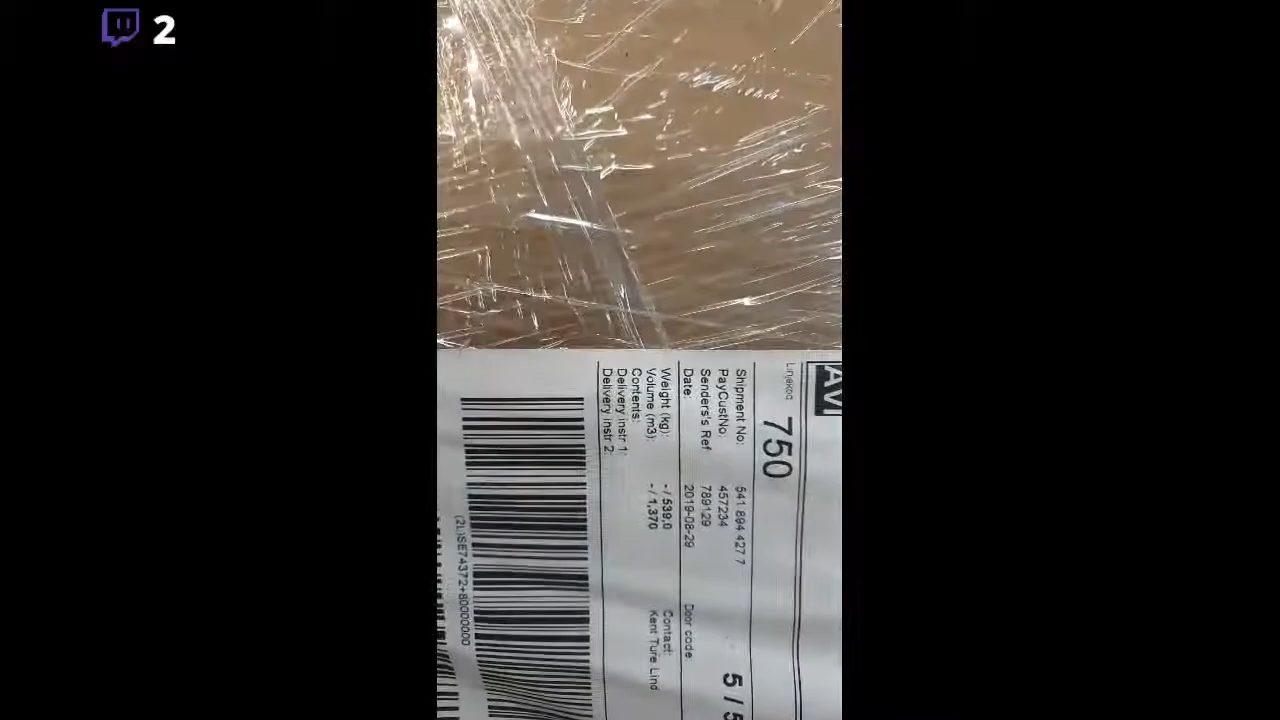 2
AVI
Linjekod
750
Shipment No: 541 894 427 7
PayCustNo: 457234
Senders's Ref 789129
5 / 5
Date: 2019-08-29
Door code:
Weight (kg): - / 539,0
Volume (m3): - / 1,370
Contact:
Kent Ture Lind
Contents:
Delivery instr 1:
Delivery instr 2:
(2L)SE74372+80000000